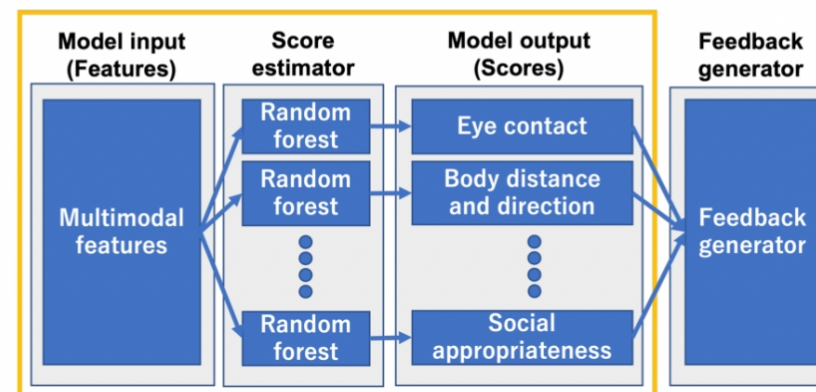 Model input
(Features)
Score
estimator
Model output
(Scores)
Feedback
generator
Multimodal
features
Random
forest
Eye contact
Random
forest
Body distance
and direction
Random
forest
Social
appropriateness
Feedback
generator